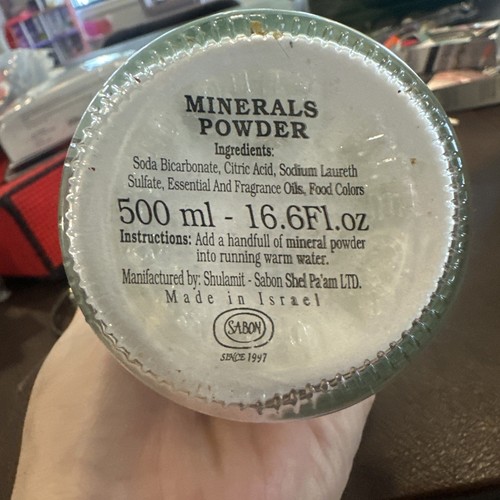 MINERALS
POWDER
Ingredients:
Soda Bicarbonate, Citric Acid, Sodium Laureth
Sulfate, Essential And Fragrance Oils, Food Colors
500 ml - 16.6Fl.oz
Instructions: Add a handfull of mineral powder
into running warm water.
Manifactured by: Shulamit - Sabon Shel Pa'am LTD.
Made in Israel
SABON
SINCE 1997